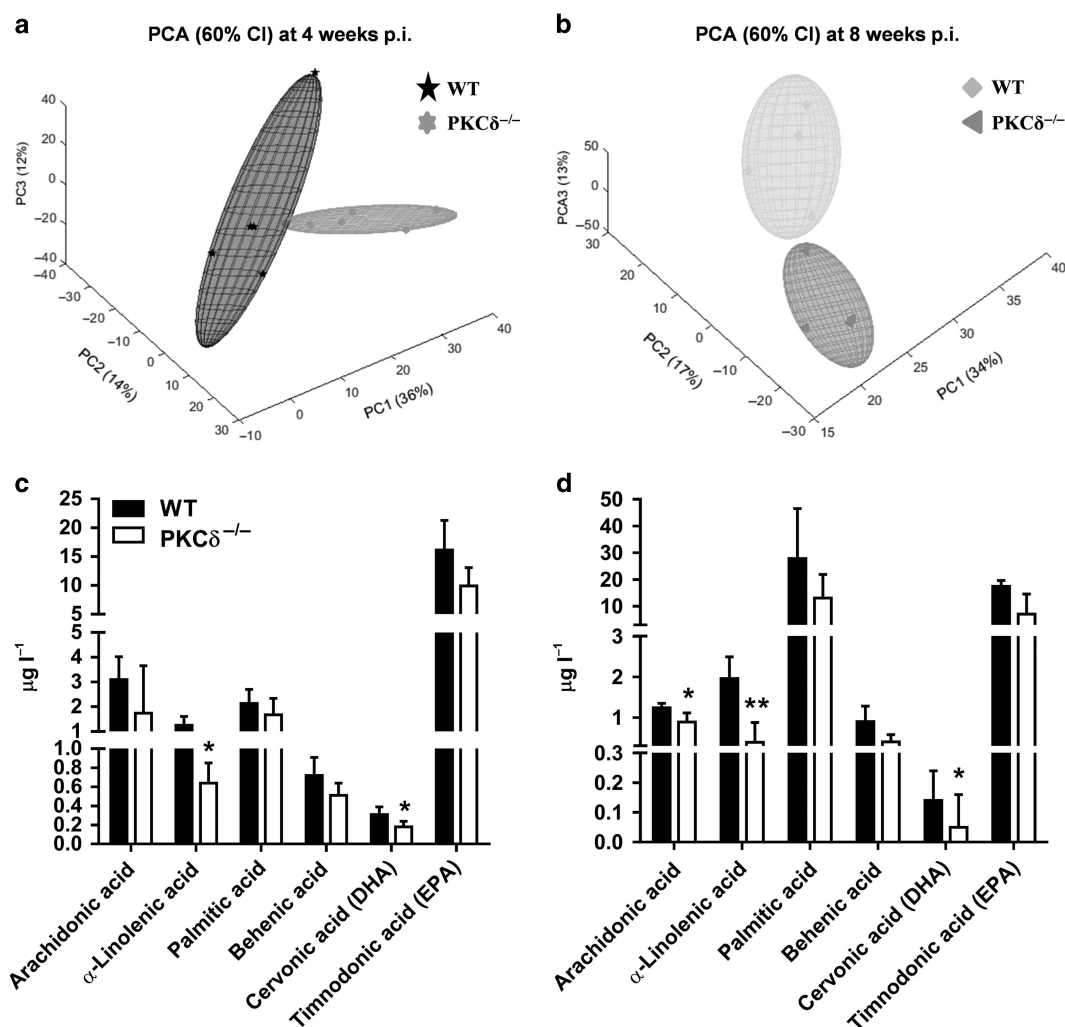 a
PCA (60% CI) at 4 weeks p.i.
WT
PKCδ−/−
40
20
0
−20
−40
PC3 (12%)
−40
−30
−20
−10
0
10
20
30
PC2 (14%)
−10
0
10
20
30
40
PC1 (36%)
b
PCA (60% CI) at 8 weeks p.i.
WT
PKCδ−/−
50
0
−50
PCA3 (13%)
30
20
10
0
−10
−20
−30
PC2 (17%)
15
20
25
30
35
40
PC1 (34%)
c
WT
PKCδ−/−
25
20
15
10
5
5
4
3
2
1
1.0
0.8
0.6
0.4
0.2
0.0
µg l−1
*
*
Arachidonic acid
α-Linolenic acid
Palmitic acid
Behenic acid
Cervonic acid (DHA)
Timnodonic acid (EPA)
d
50
40
30
20
10
3
2
1
0.3
0.2
0.1
0.0
µg l−1
*
**
*
Arachidonic acid
α-Linolenic acid
Palmitic acid
Behenic acid
Cervonic acid (DHA)
Timnodonic acid (EPA)